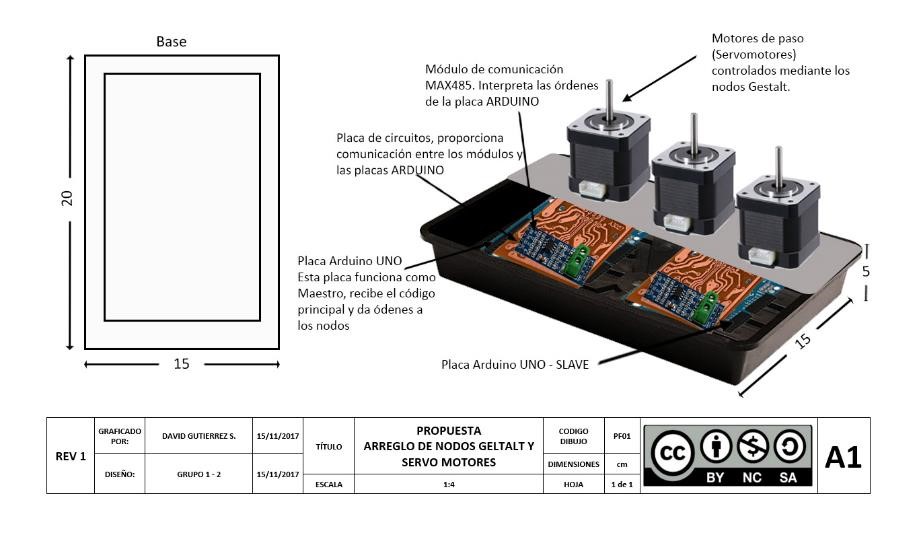 Base
20
15
Módulo de comunicación
MAX485. Interpreta las órdenes
de la placa ARDUINO
Motores de paso
(Servomotores)
controlados mediante los
nodos Gestalt.
Placa de circuitos, proporciona
comunicación entre los módulos y
las placas ARDUINO
Placa Arduino UNO
Esta placa funciona como
Maestro, recibe el código
principal y da ódenes a
los nodos
Placa Arduino UNO - SLAVE
5
15
REV 1
GRAFICADO
POR:
DAVID GUTIERREZ S.
15/11/2017
DISEÑO:
GRUPO 1 - 2
15/11/2017
TÍTULO
PROPUESTA
ARREGLO DE NODOS GELTALT Y
SERVO MOTORES
ESCALA
1:4
CODIGO
DIBUJO
PF01
DIMENSIONES
cm
HOJA
1 de 1
cc
BY NC SA
A1